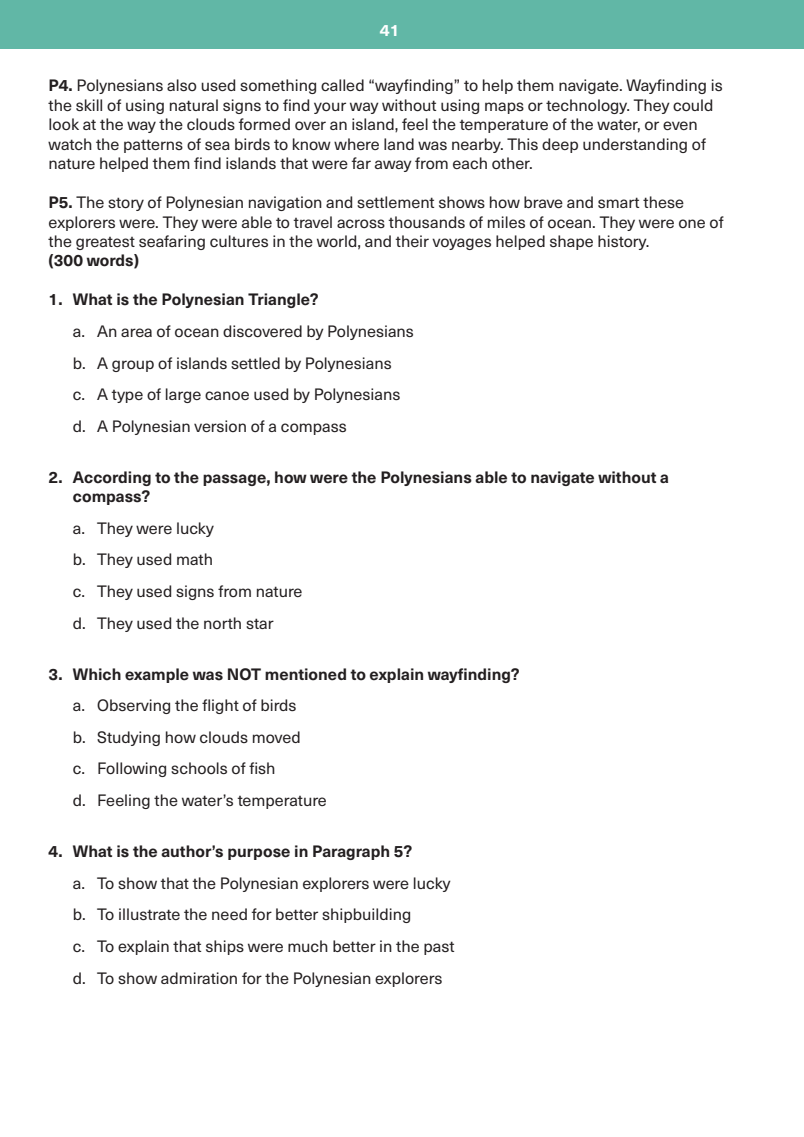 41
P4. Polynesians also used something called “wayfinding” to help them navigate. Wayfinding is
the skill of using natural signs to find your way without using maps or technology. They could
look at the way the clouds formed over an island, feel the temperature of the water, or even
watch the patterns of sea birds to know where land was nearby. This deep understanding of
nature helped them find islands that were far away from each other.
P5. The story of Polynesian navigation and settlement shows how brave and smart these
explorers were. They were able to travel across thousands of miles of ocean. They were one of
the greatest seafaring cultures in the world, and their voyages helped shape history.
(300 words)
1. What is the Polynesian Triangle?
a. An area of ocean discovered by Polynesians
b. A group of islands settled by Polynesians
c. A type of large canoe used by Polynesians
d. A Polynesian version of a compass
2. According to the passage, how were the Polynesians able to navigate without a
compass?
a. They were lucky
b. They used math
c. They used signs from nature
d. They used the north star
3. Which example was NOT mentioned to explain wayfinding?
a. Observing the flight of birds
b. Studying how clouds moved
c. Following schools of fish
d. Feeling the water’s temperature
4. What is the author’s purpose in Paragraph 5?
a. To show that the Polynesian explorers were lucky
b. To illustrate the need for better shipbuilding
c. To explain that ships were much better in the past
d. To show admiration for the Polynesian explorers